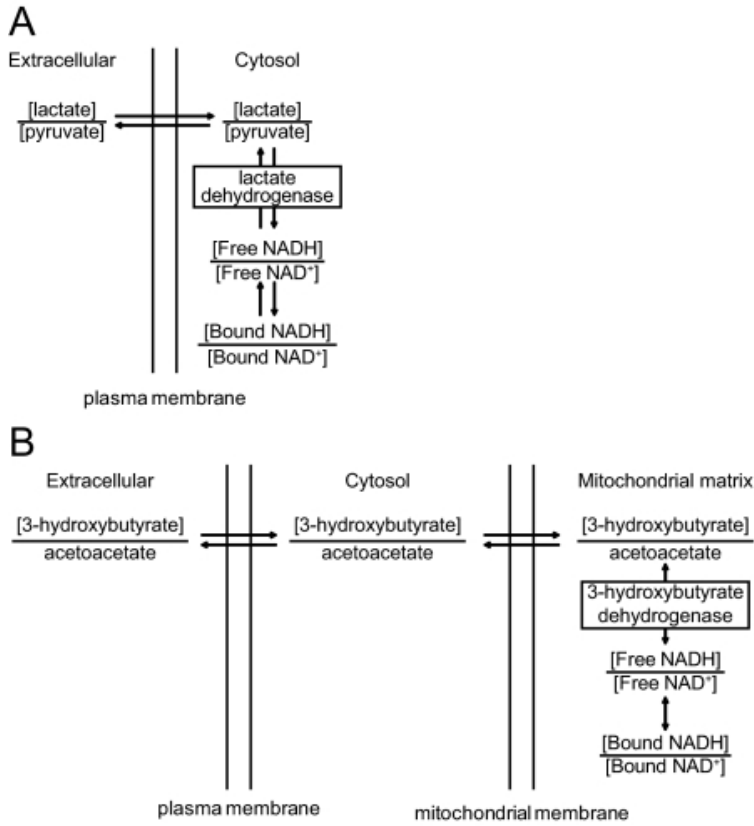 A
Extracellular Cytosol
[lactate] [lactate]
[pyruvate] [pyruvate]
lactate
dehydrogenase
[Free NADH]
[Free NAD⁺]
[Bound NADH]
[Bound NAD⁺]
plasma membrane
B
Extracellular Cytosol Mitochondrial matrix
[3-hydroxybutyrate] [3-hydroxybutyrate] [3-hydroxybutyrate]
acetoacetate acetoacetate acetoacetate
3-hydroxybutyrate
dehydrogenase
[Free NADH]
[Free NAD⁺]
[Bound NADH]
[Bound NAD⁺]
plasma membrane mitochondrial membrane